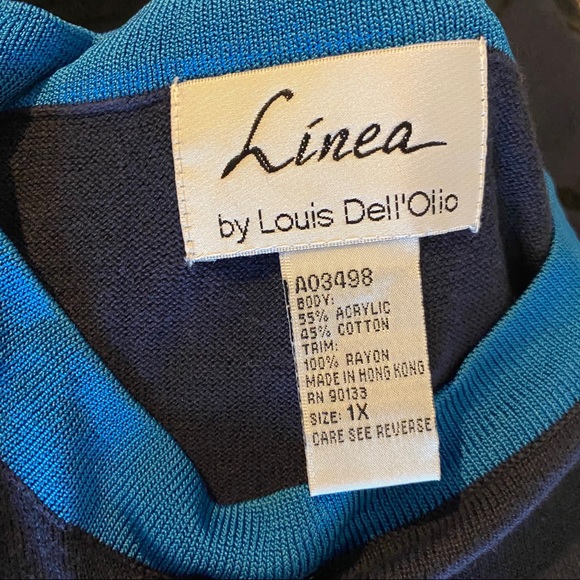 Linea
by Louis Dell'Olio
A03498
BODY:
55% ACRYLIC
45% COTTON
TRIM:
100% RAYON
MADE IN HONG KONG
RN 90133
SIZE: 1X
CARE SEE REVERSE